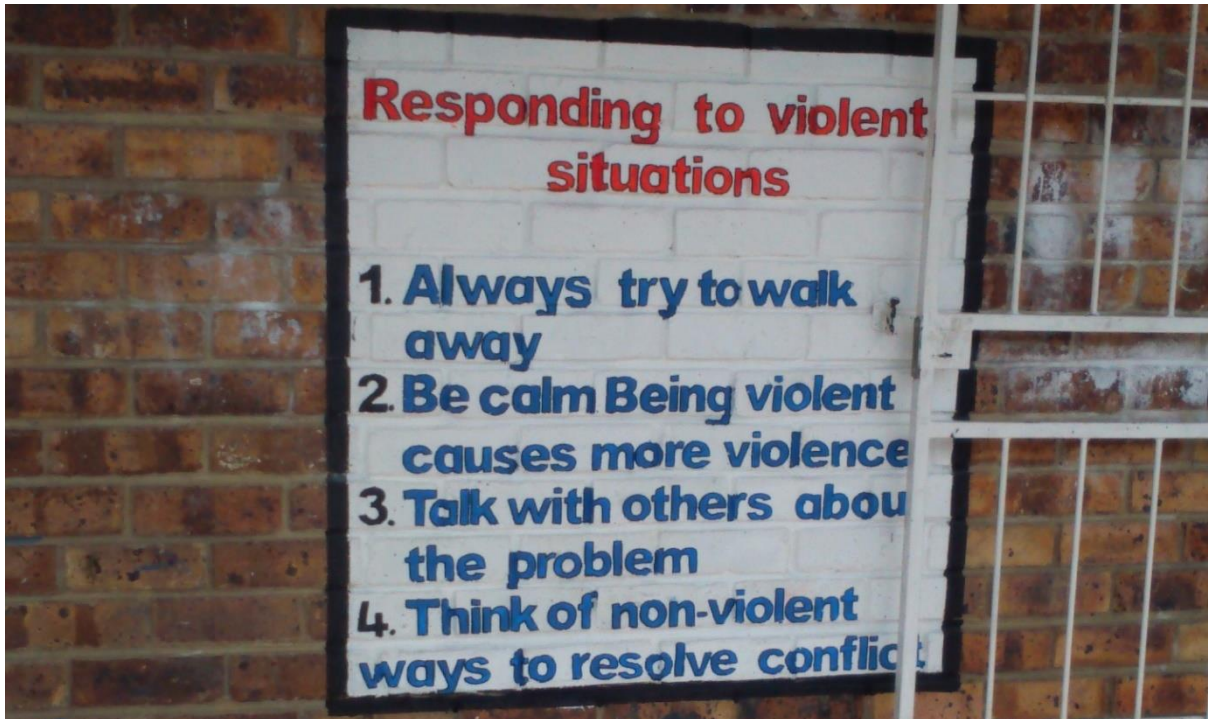 Responding to violent
situations
1. Always try to walk
away
2. Be calm Being violent
causes more violence
3. Talk with others abou
the problem
4. Think of non-violent
ways to resolve conflict